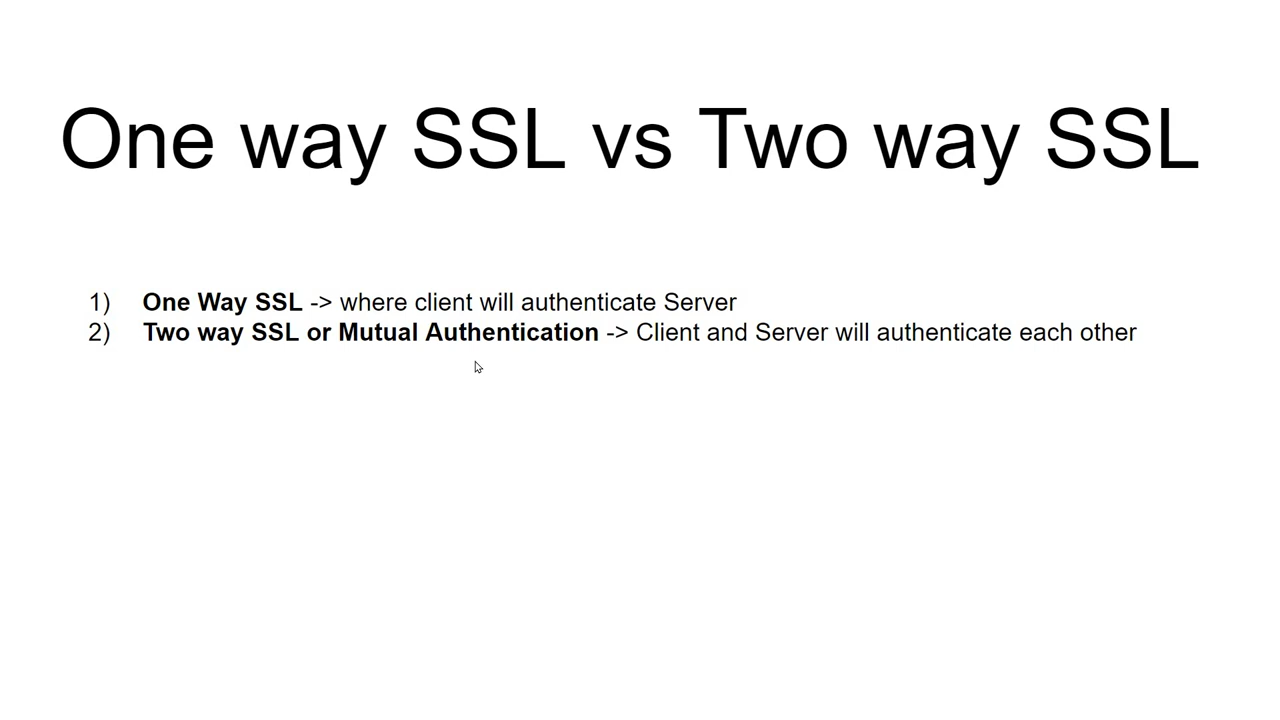 One way SSL vs Two way SSL
1) One Way SSL -> where client will authenticate Server
2) Two way SSL or Mutual Authentication -> Client and Server will authenticate each other